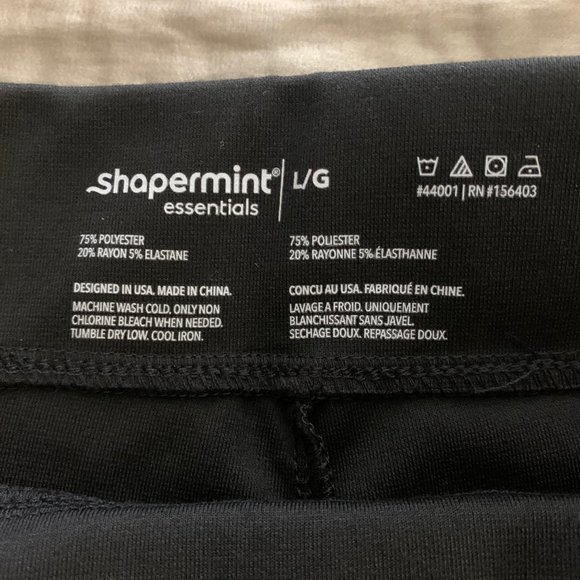 shapermint® L/G
essentials
#44001 | RN #156403
75% POLYESTER
20% RAYON 5% ELASTANE
75% POLIESTER
20% RAYONNE 5% ÉLASTHANNE
DESIGNED IN USA. MADE IN CHINA.
MACHINE WASH COLD. ONLY NON
CHLORINE BLEACH WHEN NEEDED.
TUMBLE DRY LOW. COOL IRON.
CONCU AU USA. FABRIQUÉ EN CHINE.
LAVAGE A FROID. UNIQUEMENT
BLANCHISSANT SANS JAVEL.
SECHAGE DOUX. REPASSAGE DOUX.